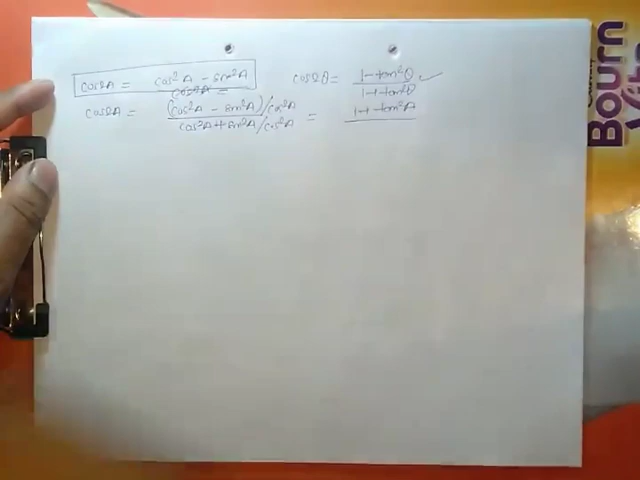 cos2A = cos²A - sin²A
cos2θ = 1-tan²θ / 1+tan²θ
cos2A =
cos2A = (cos²A - sin²A)/cos²A / cos²A+sin²A/cos²A = 1-tan²A
Bourn
Vita